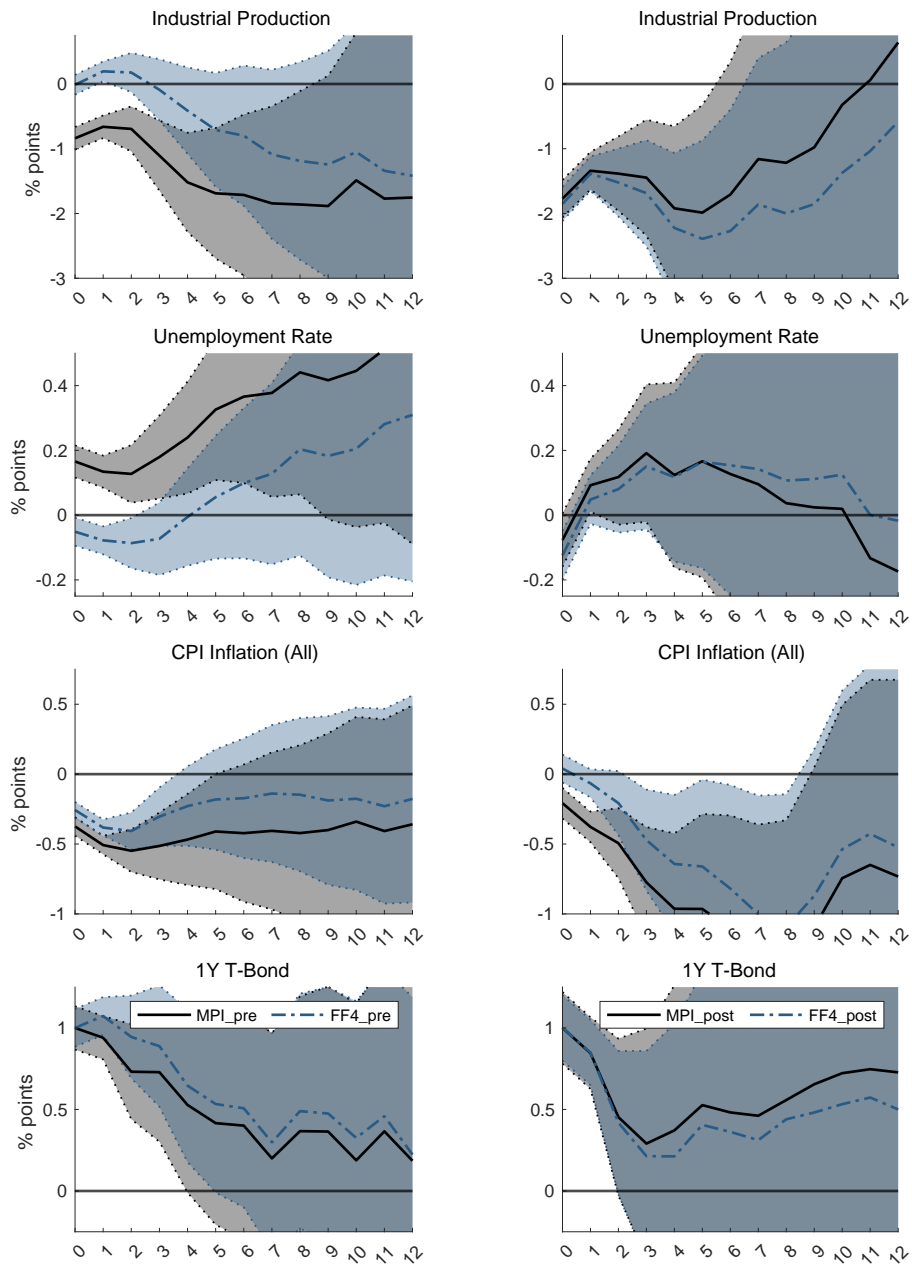 Industrial Production
0
-1
-2
-3
% points
0 1 2 3 4 5 6 7 8 9 10 11 12
Industrial Production
0
-1
-2
-3
0 1 2 3 4 5 6 7 8 9 10 11 12
Unemployment Rate
0.4
0.2
0
-0.2
% points
0 1 2 3 4 5 6 7 8 9 10 11 12
Unemployment Rate
0.4
0.2
0
-0.2
0 1 2 3 4 5 6 7 8 9 10 11 12
CPI Inflation (All)
0.5
0
-0.5
-1
% points
0 1 2 3 4 5 6 7 8 9 10 11 12
CPI Inflation (All)
0.5
0
-0.5
-1
0 1 2 3 4 5 6 7 8 9 10 11 12
1Y T-Bond
MPI_pre FF4_pre
1
0.5
0
% points
0 1 2 3 4 5 6 7 8 9 10 11 12
1Y T-Bond
MPI_post FF4_post
1
0.5
0
0 1 2 3 4 5 6 7 8 9 10 11 12